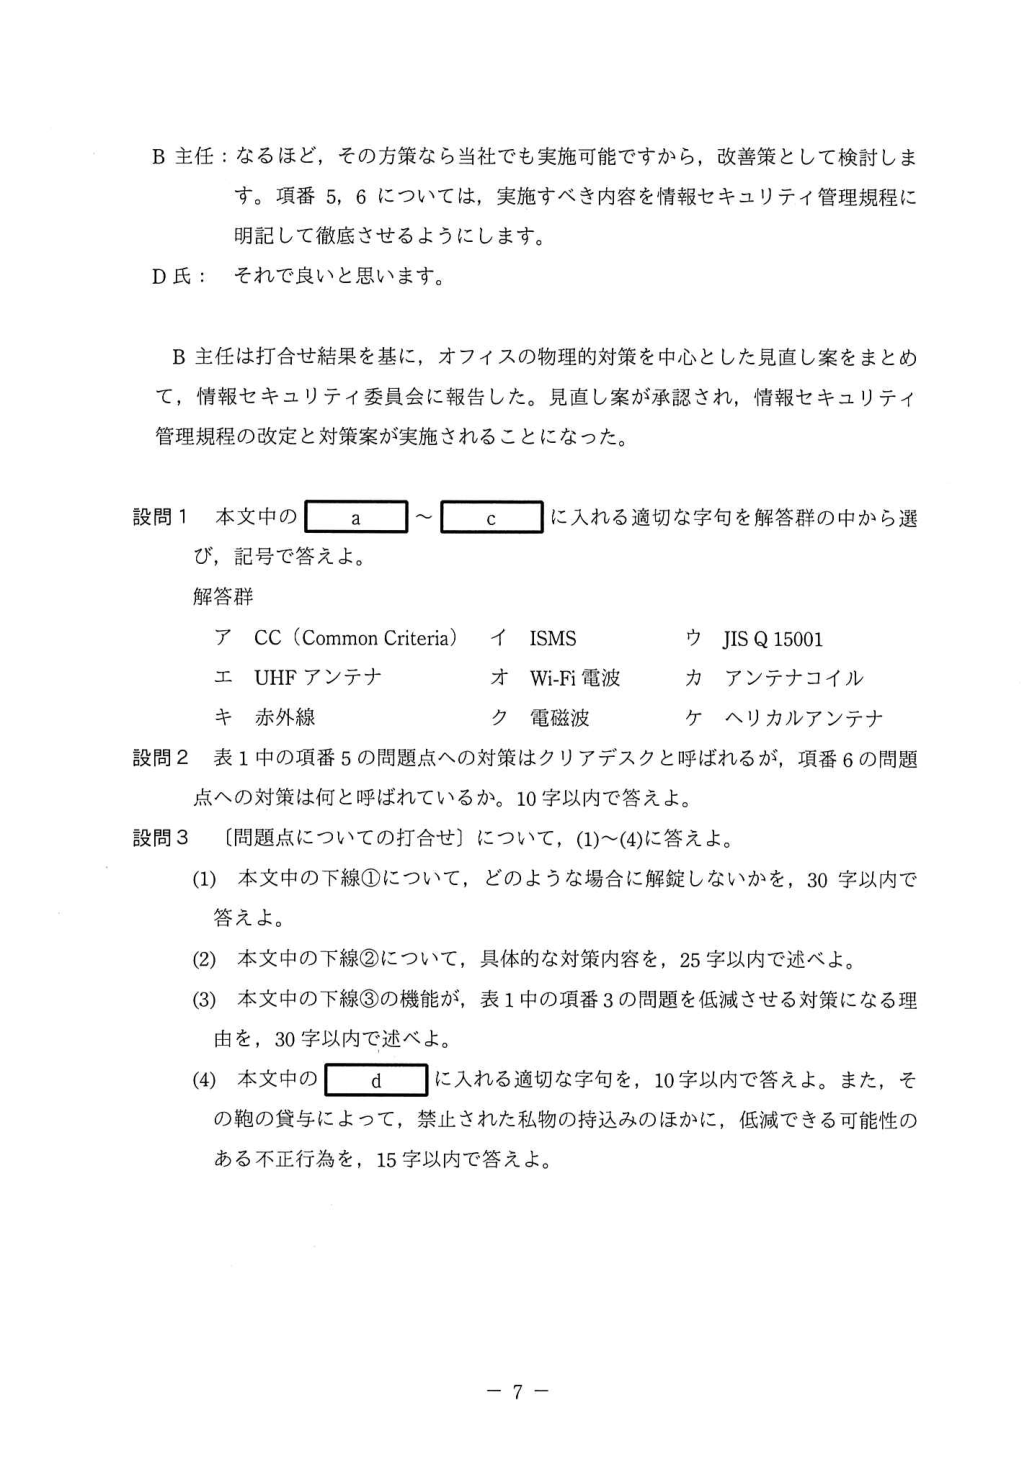 B 主任：なるほど，その方策なら当社でも実施可能ですから，改善策として検討しま
す。項番 5，6 については，実施すべき内容を情報セキュリティ管理規程に
明記して徹底させるようにします。
D 氏： それで良いと思います。
B 主任は打合せ結果を基に，オフィスの物理的対策を中心とした見直し案をまとめ
て，情報セキュリティ委員会に報告した。見直し案が承認され，情報セキュリティ
管理規程の改定と対策案が実施されることになった。
設問1 本文中の a ～ c に入れる適切な字句を解答群の中から選
び，記号で答えよ。
解答群
ア CC（Common Criteria） イ ISMS ウ JIS Q 15001
エ UHF アンテナ オ Wi-Fi 電波 カ アンテナコイル
キ 赤外線 ク 電磁波 ケ ヘリカルアンテナ
設問2 表 1 中の項番 5 の問題点への対策はクリアデスクと呼ばれるが，項番 6 の問題
点への対策は何と呼ばれているか。10 字以内で答えよ。
設問3 〔問題点についての打合せ〕について，(1)～(4)に答えよ。
(1) 本文中の下線①について，どのような場合に解錠しないかを，30 字以内で
答えよ。
(2) 本文中の下線②について，具体的な対策内容を，25 字以内で述べよ。
(3) 本文中の下線③の機能が，表 1 中の項番 3 の問題を低減させる対策になる理
由を，30 字以内で述べよ。
(4) 本文中の d に入れる適切な字句を，10 字以内で答えよ。また，そ
の鞄の貸与によって，禁止された私物の持込みのほかに，低減できる可能性の
ある不正行為を，15 字以内で答えよ。
－ 7 －